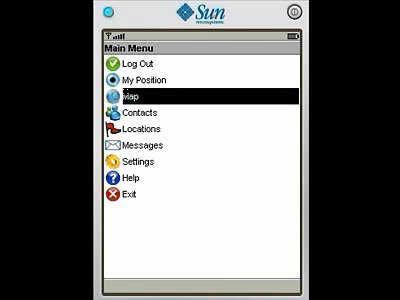 Sun
microsystems
Main Menu
Log Out
My Position
Map
Contacts
Locations
Messages
Settings
Help
Exit